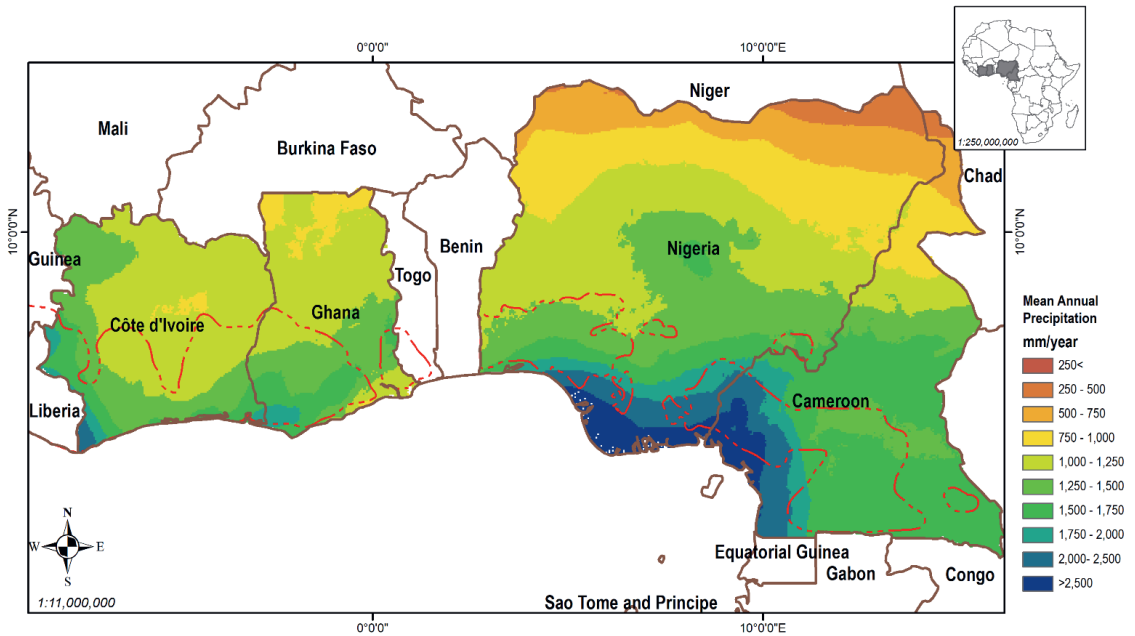 0°0'0"
10°0'0"E
Niger
1:250,000,000
Mali
Burkina Faso
Chad
10°0'0"N
10°0'0"N
Benin
Nigeria
Guinea
Togo
Ghana
Côte d'Ivoire
Mean Annual
Precipitation
mm/year
250<
250 - 500
500 - 750
750 - 1,000
1,000 - 1,250
1,250 - 1,500
1,500 - 1,750
1,750 - 2,000
2,000- 2,500
>2,500
Liberia
Cameroon
N
W
E
S
Equatorial Guinea
Gabon
Congo
Sao Tome and Principe
1:11,000,000
0°0'0"
10°0'0"E